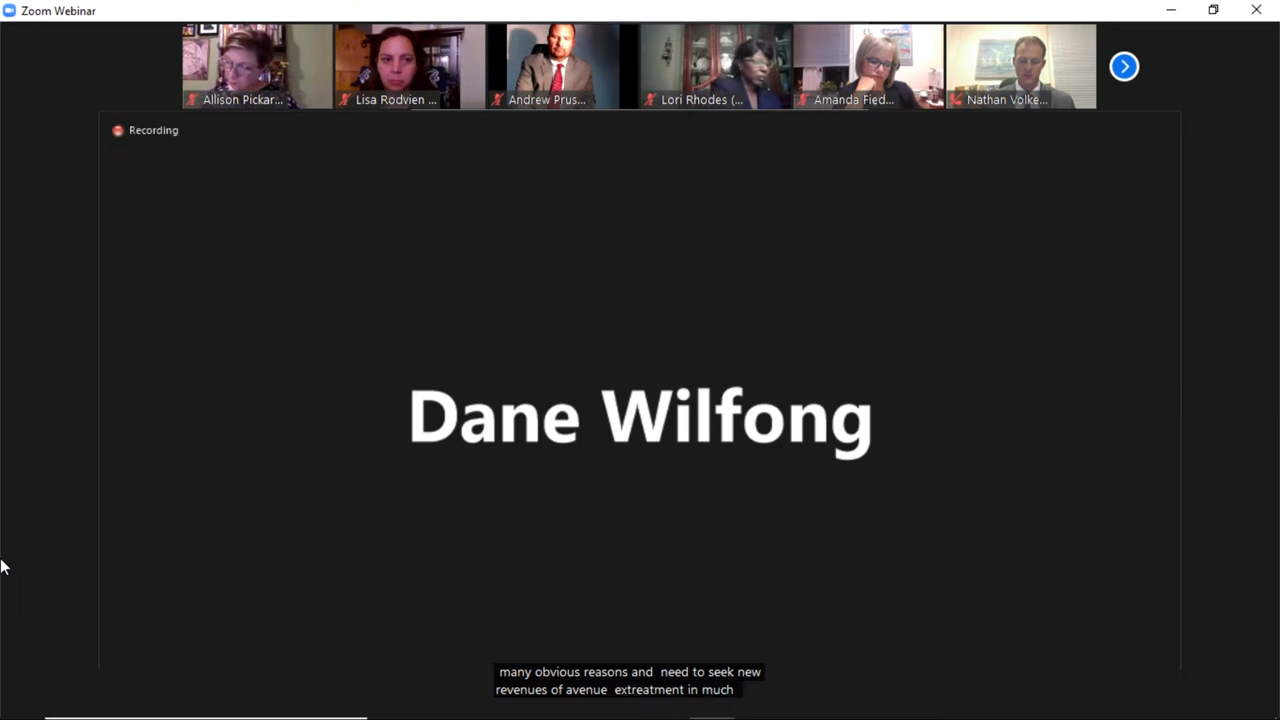 Zoom Webinar
Allison Pickar...
Lisa Rodvien ...
Andrew Prus...
Lori Rhodes (...
Amanda Fied...
Nathan Volke...
Recording
Dane Wilfong
many obvious reasons and need to seek new
revenues of avenue extreatment in much